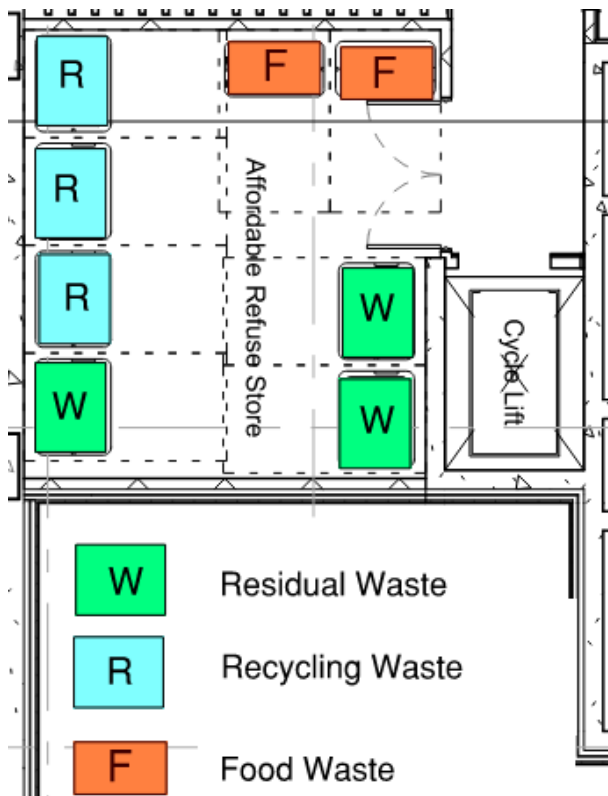 F
F
R
R
R
W
W
W
Affordable Refuse Store
Cycle Lift
W Residual Waste
R Recycling Waste
F Food Waste